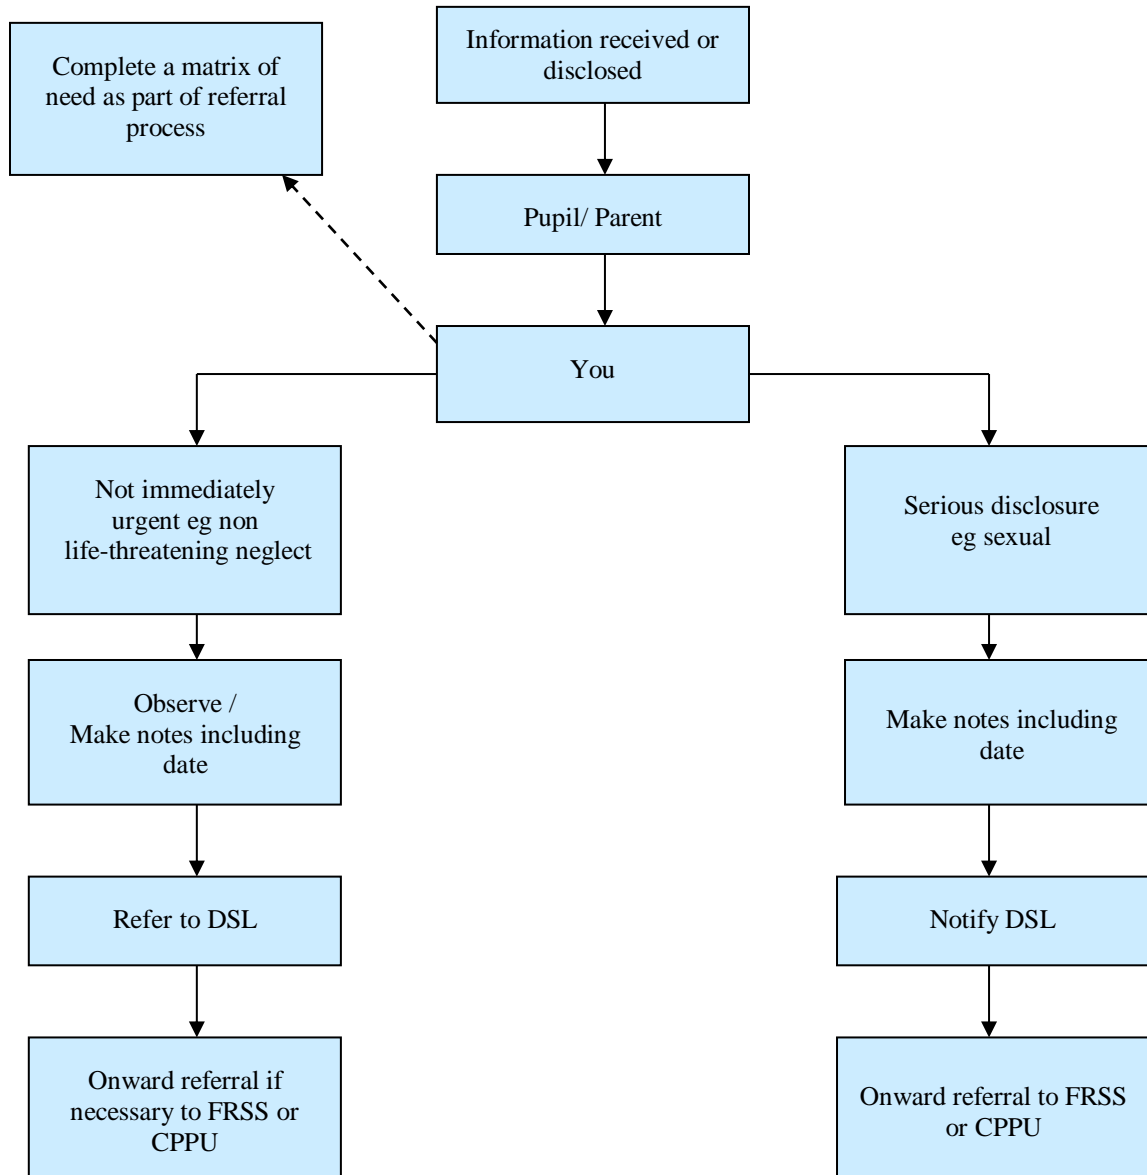 Complete a matrix of
need as part of referral
process
Information received or
disclosed
Pupil/ Parent
You
Not immediately
urgent eg non
life-threatening neglect
Serious disclosure
eg sexual
Observe /
Make notes including
date
Make notes including
date
Refer to DSL
Notify DSL
Onward referral if
necessary to FRSS or
CPPU
Onward referral to FRSS
or CPPU